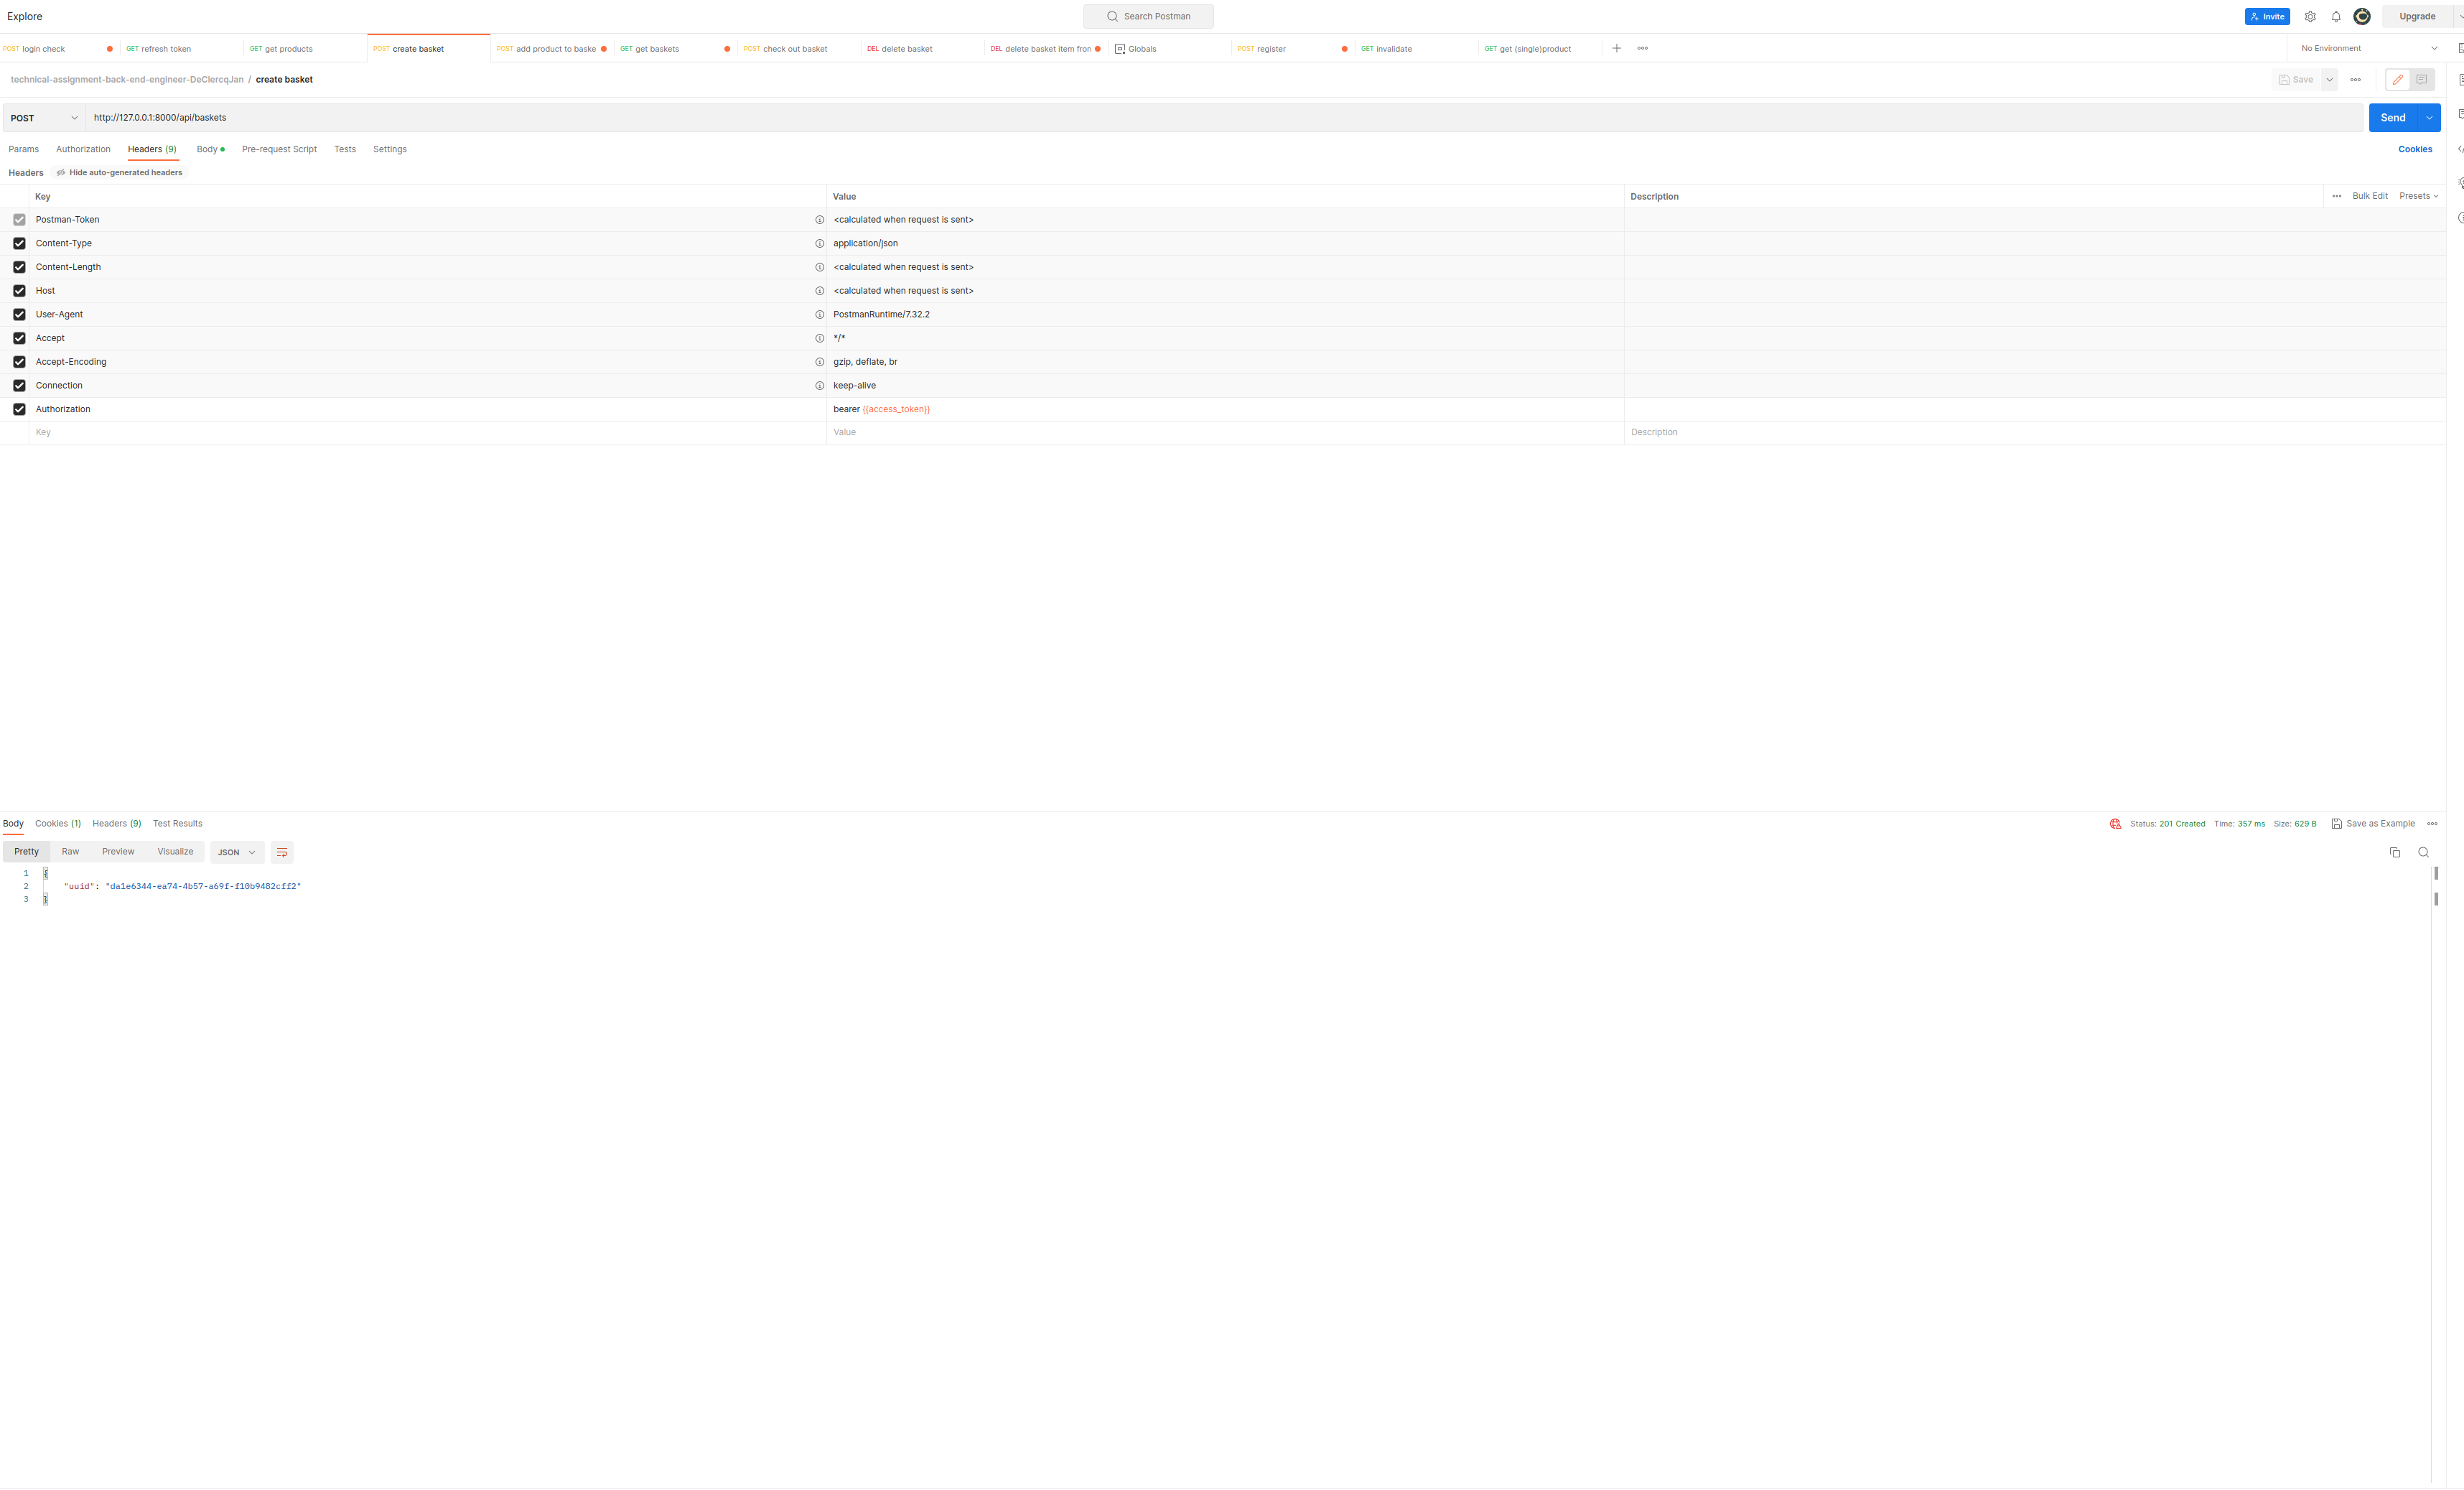 Explore Search Postman Invite Upgrade
POST login check GET refresh token GET get products POST create basket POST add product to baske GET get baskets POST check out basket DEL delete basket DEL delete basket item fron Globals POST register GET invalidate GET get (single)product No Environment
technical-assignment-back-end-engineer-DeClercqJan / create basket Save
POST http://127.0.0.1:8000/api/baskets Send
Params Authorization Headers (9) Body Pre-request Script Tests Settings Cookies
Headers Hide auto-generated headers
Key Value Description Bulk Edit Presets
Postman-Token <calculated when request is sent>
Content-Type application/json
Content-Length <calculated when request is sent>
Host <calculated when request is sent>
User-Agent PostmanRuntime/7.32.2
Accept */*
Accept-Encoding gzip, deflate, br
Connection keep-alive
Authorization bearer {{access_token}}
Key Value Description
Body Cookies (1) Headers (9) Test Results Status: 201 Created Time: 357 ms Size: 629 B Save as Example
Pretty Raw Preview Visualize JSON
1 {
2 "uuid": "da1e6344-ea74-4b57-a69f-f10b9482cff2"
3 }